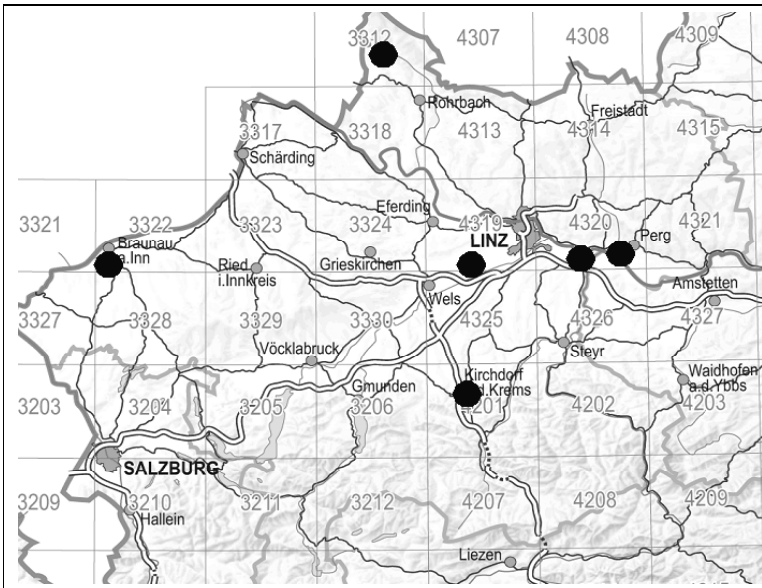 3312
4307
4308
4309
Rohrbach
Freistadt
3317
3318
4313
4314
4315
Schärding
Eferding
3321
3322
3323
3324
4319
4320
4321
Braunau
a.Inn
LINZ
Perg
Ried
i.Innkreis
Grieskirchen
Wels
Amstetten
3327
3328
3329
3330
4325
4326
4327
Vöcklabruck
Steyr
Gmunden
Kirchdorf
d.Krems
Waidhofen
a.d.Ybbs
3203
3204
3205
3206
4201
4202
4203
SALZBURG
3209
3210
3211
3212
4207
4208
4209
Hallein
Liezen